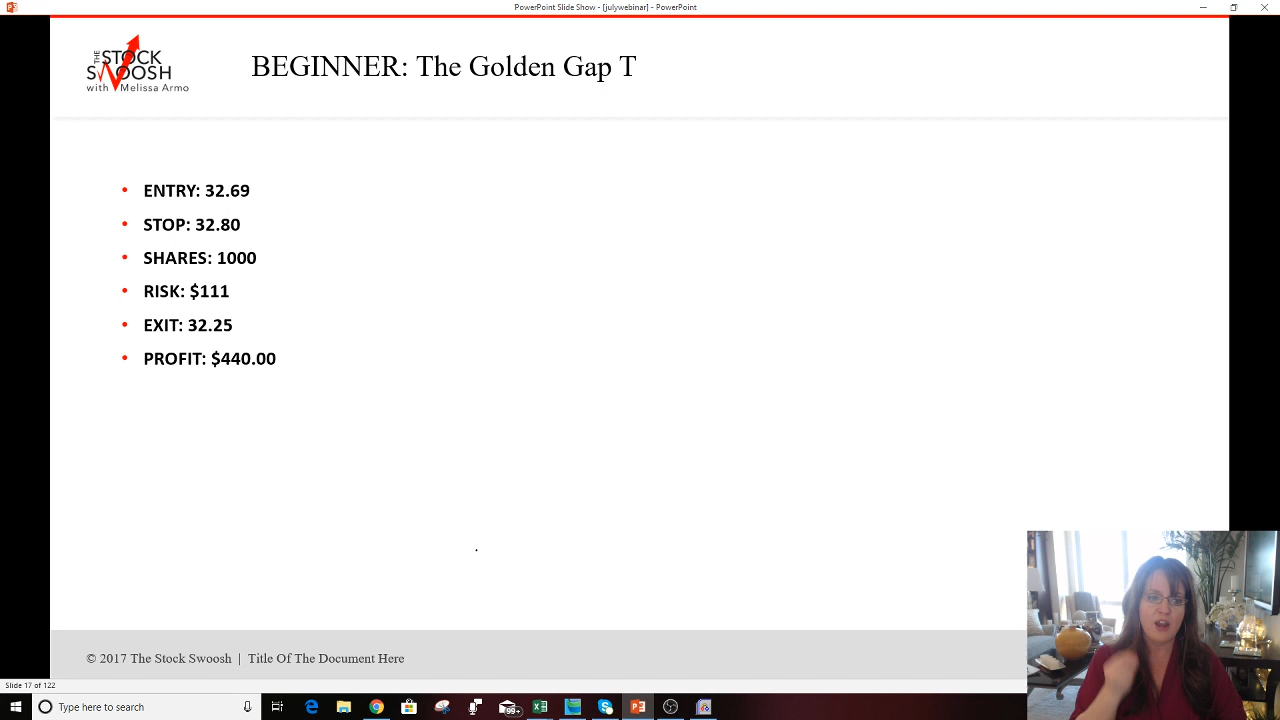 PowerPoint Slide Show - [julywebinar] - PowerPoint
THE STOCK SWOOSH
with Melissa Armo
BEGINNER: The Golden Gap T
• ENTRY: 32.69
• STOP: 32.80
• SHARES: 1000
• RISK: $111
• EXIT: 32.25
• PROFIT: $440.00
© 2017 The Stock Swoosh | Title Of The Document Here
Slide 17 of 122
Type here to search
99+